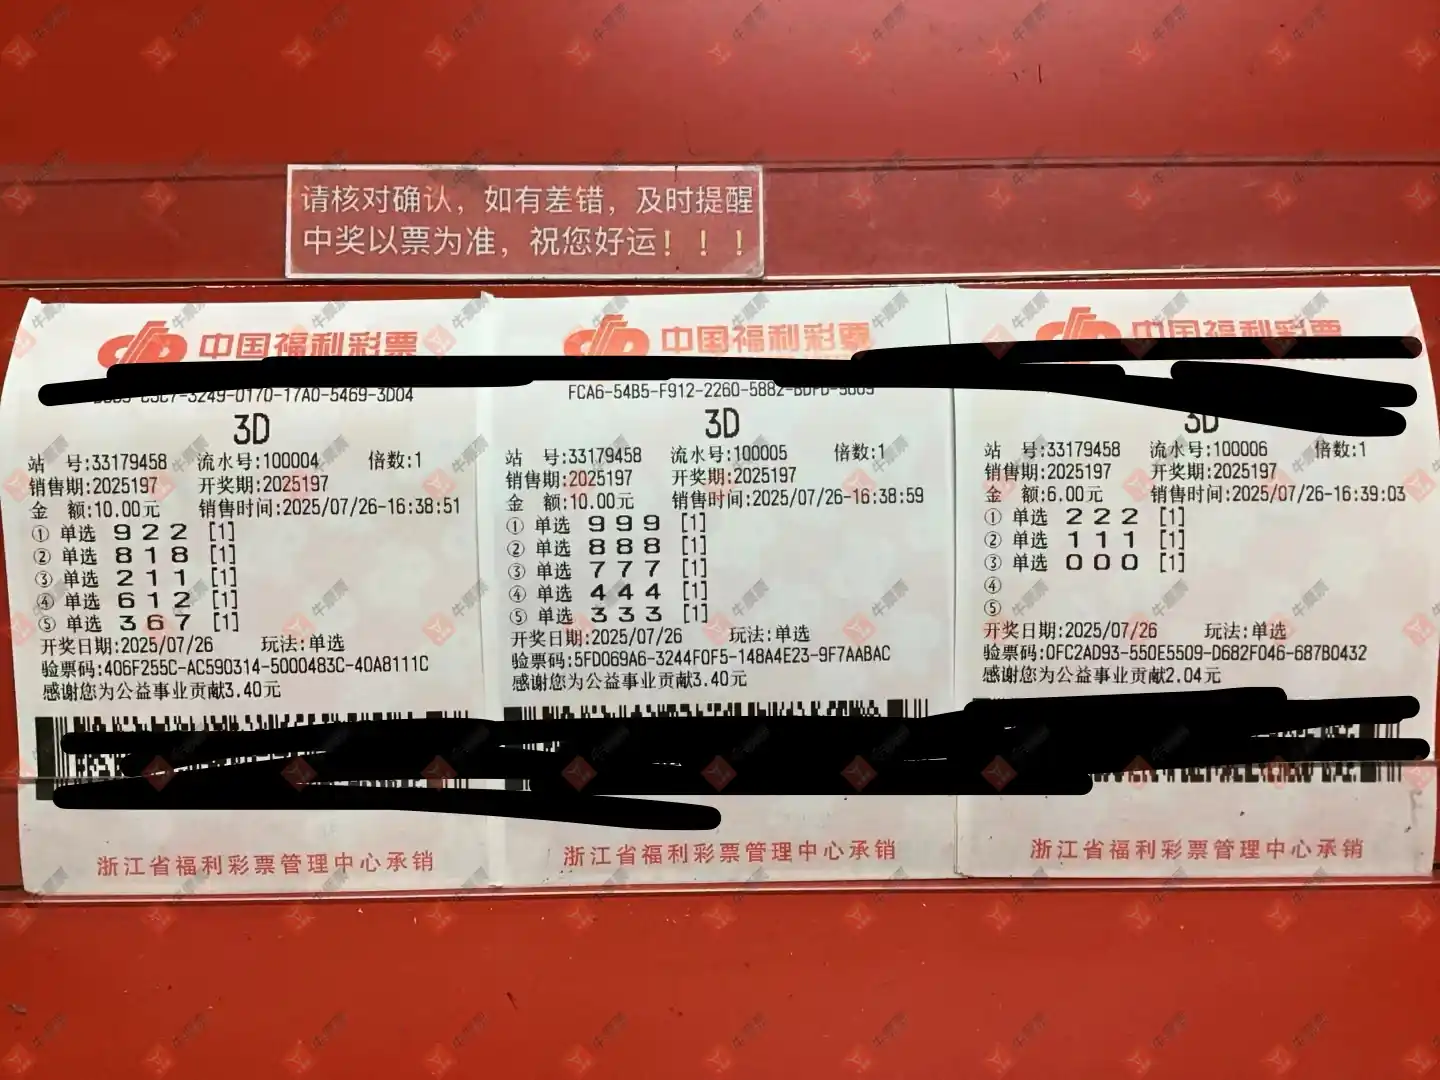 请核对确认，如有差错，及时提醒
中奖以票为准，祝您好运！！！
中国福利彩票
3249-0170-17A0-5469-3D04
3D
站 号:33179458 流水号:100004 倍数:1
销售期:2025197 开奖期:2025197
金 额:10.00元 销售时间:2025/07/26-16:38:51
① 单选 9 2 2 [1]
② 单选 8 1 8 [1]
③ 单选 2 1 1 [1]
④ 单选 6 1 2 [1]
⑤ 单选 3 6 7 [1]
开奖日期:2025/07/26 玩法:单选
验票码:406F255C-AC590314-5000483C-40A8111C
感谢您为公益事业贡献3.40元
浙江省福利彩票管理中心承销
中国福利彩票
FCA6-54B5-F912-2260-5882
3D
站 号:33179458 流水号:100005 倍数:1
销售期:2025197 开奖期:2025197
金 额:10.00元 销售时间:2025/07/26-16:38:59
① 单选 9 9 9 [1]
② 单选 8 8 8 [1]
③ 单选 7 7 7 [1]
④ 单选 4 4 4 [1]
⑤ 单选 3 3 3 [1]
开奖日期:2025/07/26 玩法:单选
验票码:5FD069A6-3244F0F5-148A4E23-9F7AABAC
感谢您为公益事业贡献3.40元
浙江省福利彩票管理中心承销
中国福利彩票
3D
站 号:33179458 流水号:100006 倍数:1
销售期:2025197 开奖期:2025197
金 额:6.00元 销售时间:2025/07/26-16:39:03
① 单选 2 2 2 [1]
② 单选 1 1 1 [1]
③ 单选 0 0 0 [1]
④
⑤
开奖日期:2025/07/26 玩法:单选
验票码:0FC2AD93-550E5509-D682F046-687B0432
感谢您为公益事业贡献2.04元
浙江省福利彩票管理中心承销